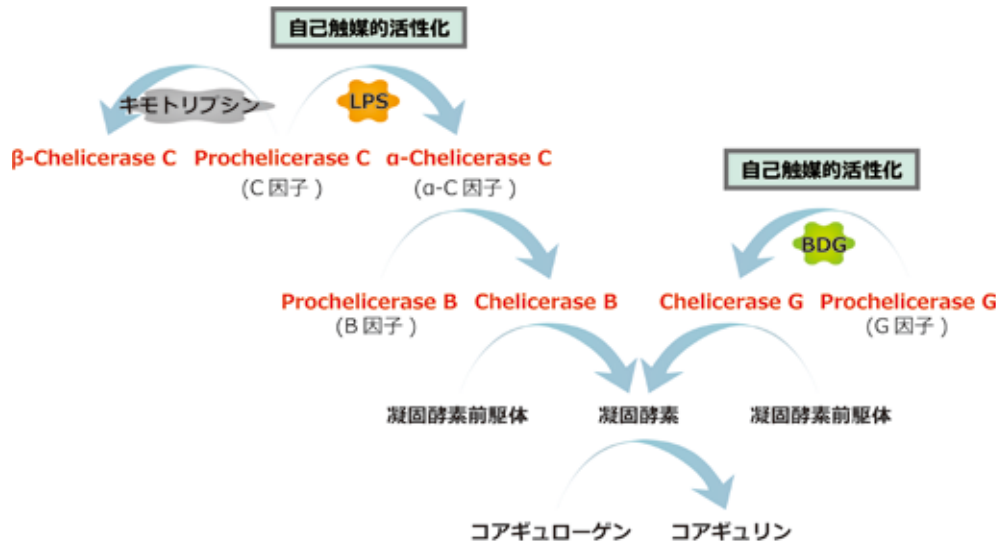 自己触媒的活性化
キモトリプシン
LPS
β-Chelicerase C
Prochelicerase C
α-Chelicerase C
(C 因子 )
(α-C 因子 )
自己触媒的活性化
BDG
Prochelicerase B
Chelicerase B
Chelicerase G
Prochelicerase G
(B 因子 )
(G 因子 )
凝固酵素前駆体
凝固酵素
凝固酵素前駆体
コアギュローゲン
コアギュリン